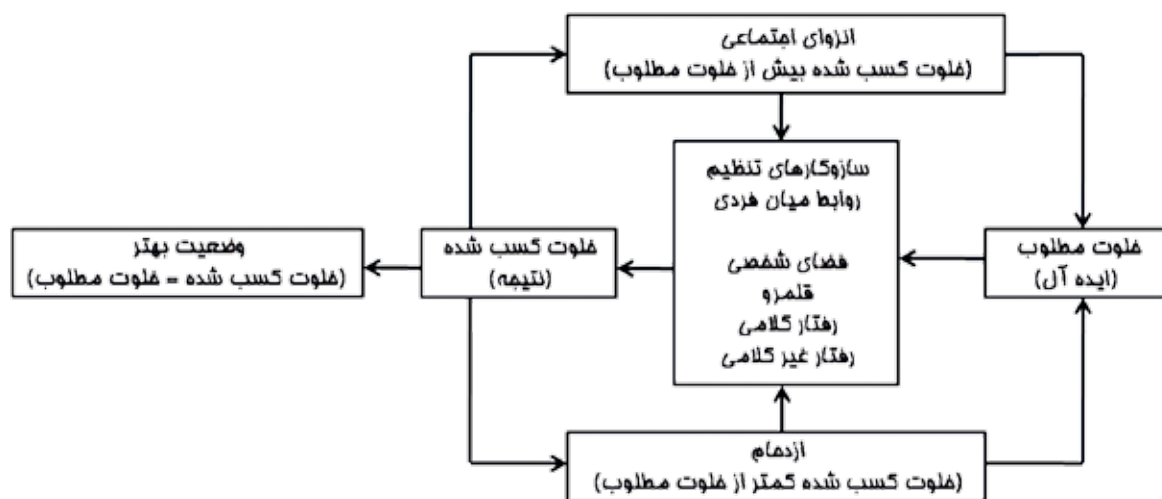 انزوای اجتماعی
(خلوت کسب شده بیش از خلوت مطلوب)
سازوکارهای تنظیم
روابط میان فردی
فضای شخصی
قلمرو
رفتار کلامی
رفتار غیر کلامی
خلوت مطلوب
(ایده آل)
خلوت کسب شده
(نتیجه)
وضعیت بهتر
(خلوت کسب شده = خلوت مطلوب)
ازدحام
(خلوت کسب شده کمتر از خلوت مطلوب)